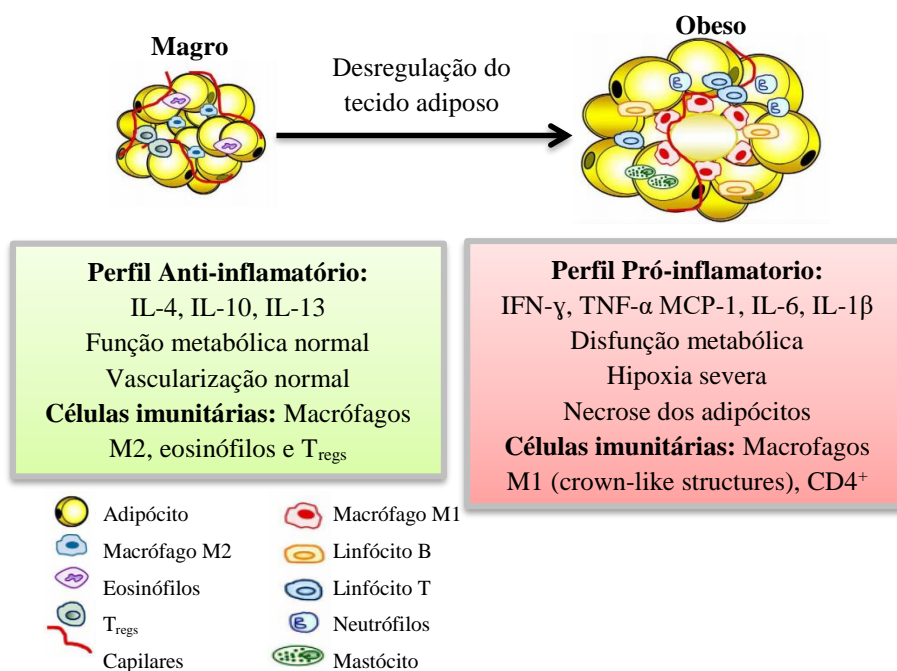 Magro
Obeso
Desregulação do
tecido adiposo
Perfil Anti-inflamatório:
IL-4, IL-10, IL-13
Função metabólica normal
Vascularização normal
Células imunitárias: Macrófagos
M2, eosinófilos e Tregs
Perfil Pró-inflamatorio:
IFN-ɣ, TNF-α MCP-1, IL-6, IL-1β
Disfunção metabólica
Hipoxia severa
Necrose dos adipócitos
Células imunitárias: Macrofagos
M1 (crown-like structures), CD4⁺
Adipócito
Macrófago M2
Eosinófilos
Tregs
Capilares
Macrófago M1
Linfócito B
Linfócito T
Neutrófilos
Mastócito